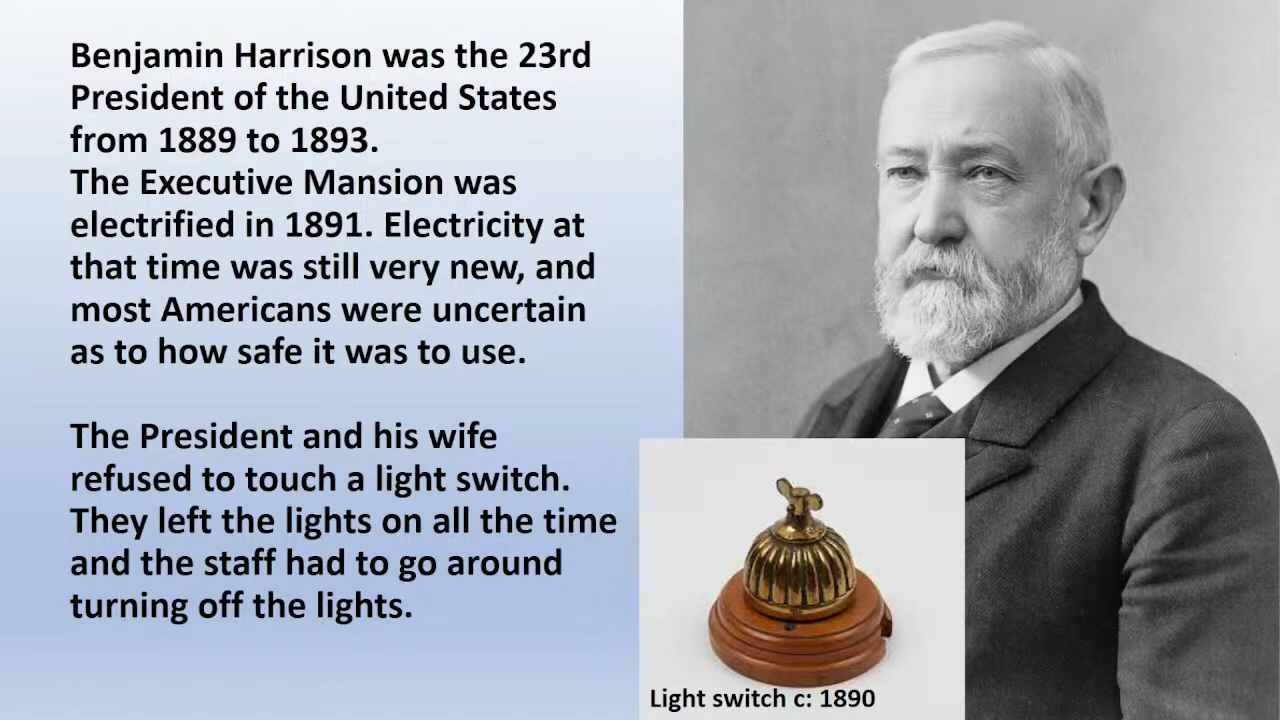 Benjamin Harrison was the 23rd
President of the United States
from 1889 to 1893.
The Executive Mansion was
electrified in 1891. Electricity at
that time was still very new, and
most Americans were uncertain
as to how safe it was to use.
The President and his wife
refused to touch a light switch.
They left the lights on all the time
and the staff had to go around
turning off the lights.
Light switch c: 1890